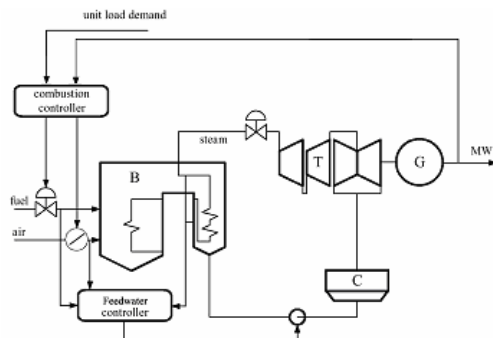 unit load demand
combustion
controller
steam
T
G
MW
B
fuel
air
C
Feedwater
controller